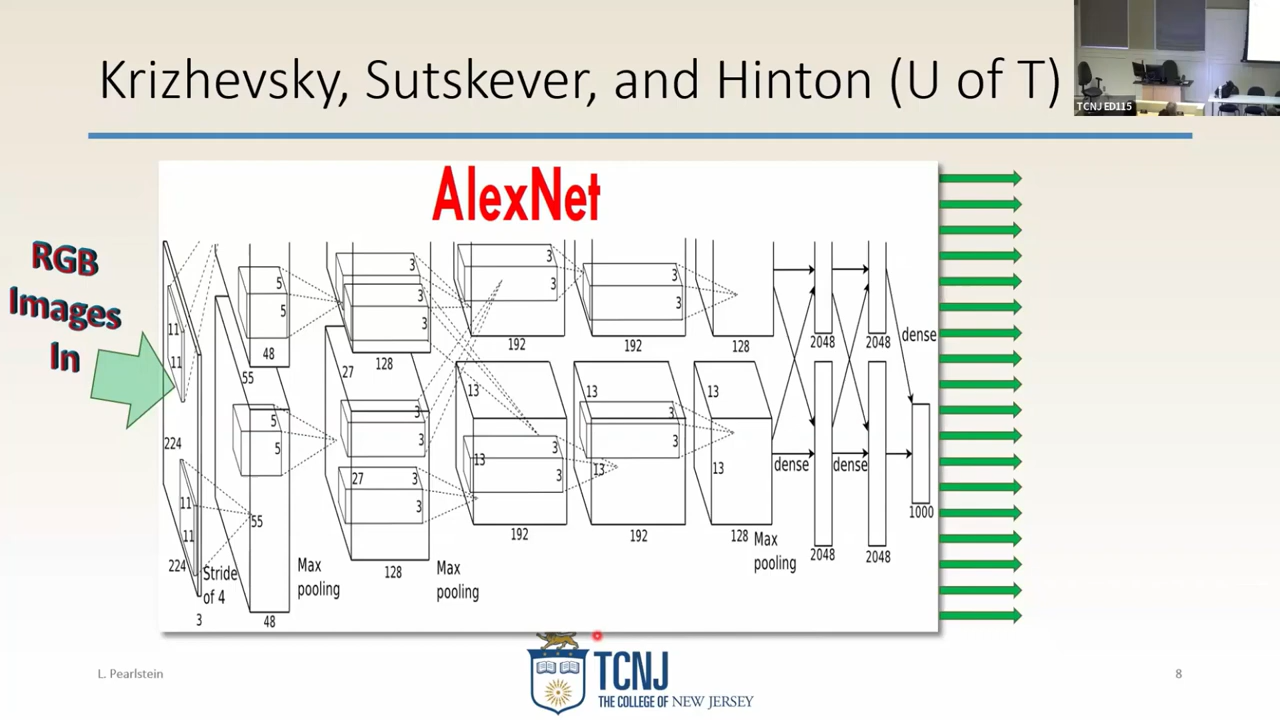 Krizhevsky, Sutskever, and Hinton (U of T)
TCNJ ED115
AlexNet
RGB
Images
In
11
11
224
11
11
224
3
Stride
of 4
55
55
48
48
5
5
5
5
Max
pooling
27
27
128
128
3
3
3
3
3
3
3
Max
pooling
192
192
13
13
3
3
3
3
192
192
13
3
3
3
3
128
128
13
13
Max
pooling
dense
dense
dense
2048
2048
2048
2048
1000
L. Pearlstein
TCNJ
THE COLLEGE OF NEW JERSEY
8